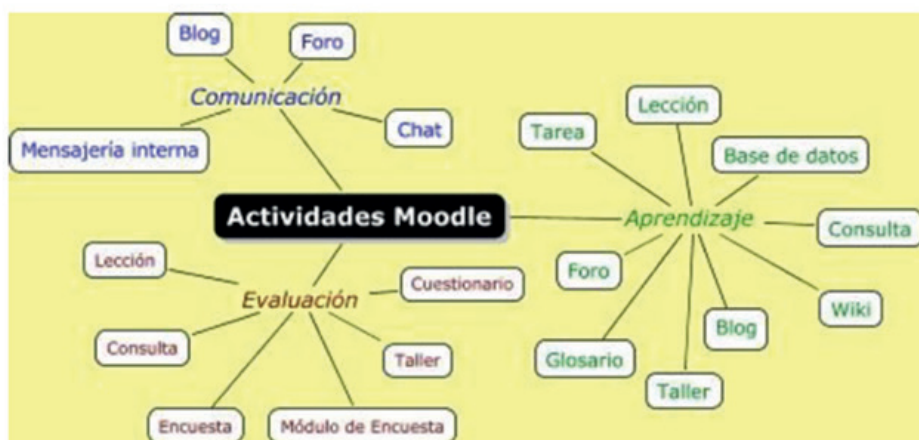 Blog
Foro
Comunicación
Mensajería interna
Chat
Actividades Moodle
Lección
Tarea
Base de datos
Aprendizaje
Consulta
Foro
Wiki
Blog
Glosario
Taller
Lección
Cuestionario
Evaluación
Consulta
Taller
Encuesta
Módulo de Encuesta